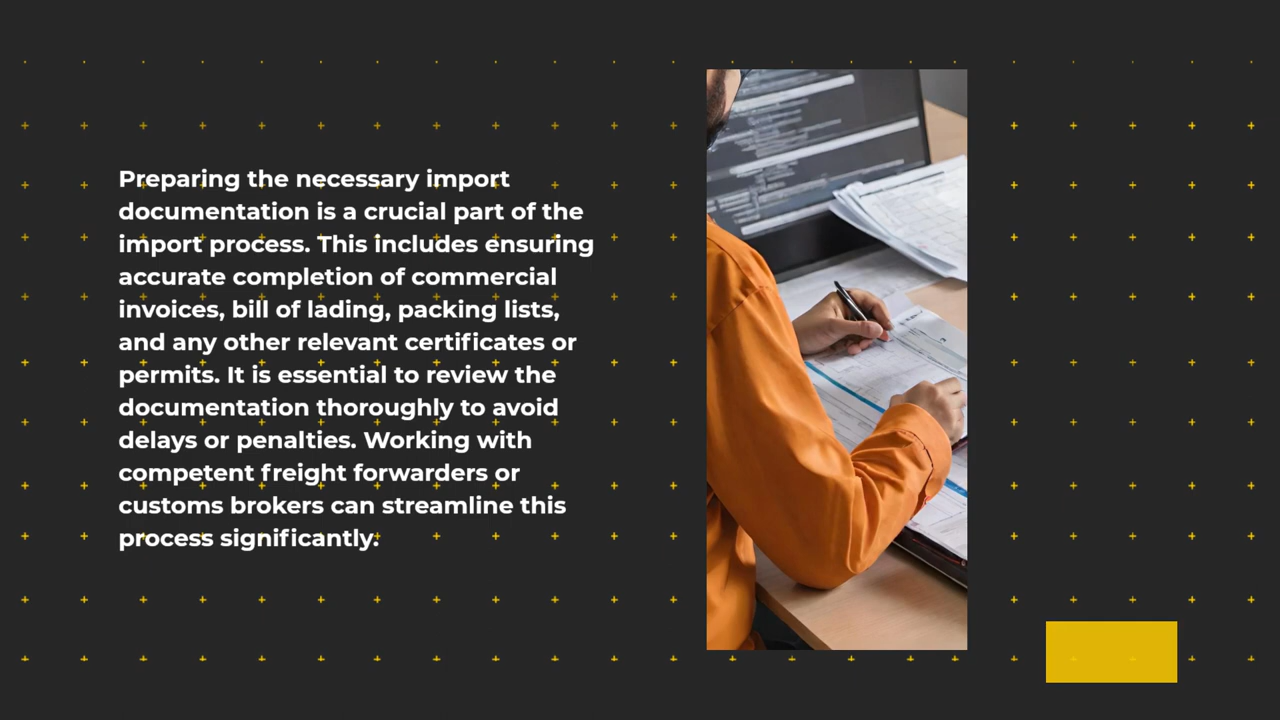 Preparing the necessary import
documentation is a crucial part of the
import process. This includes ensuring
accurate completion of commercial
invoices, bill of lading, packing lists,
and any other relevant certificates or
permits. It is essential to review the
documentation thoroughly to avoid
delays or penalties. Working with
competent freight forwarders or
customs brokers can streamline this
process significantly.